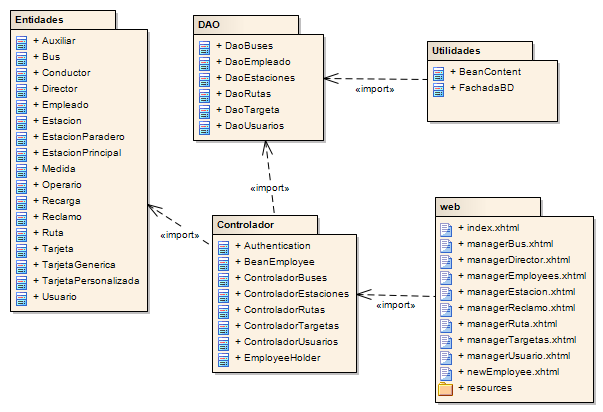 Entidades
+ Auxiliar
+ Bus
+ Conductor
+ Director
+ Empleado
+ Estacion
+ EstacionParadero
+ EstacionPrincipal
+ Medida
+ Operario
+ Recarga
+ Reclamo
+ Ruta
+ Tarjeta
+ TarjetaGenerica
+ TarjetaPersonalizada
+ Usuario
DAO
+ DaoBuses
+ DaoEmpleado
+ DaoEstaciones
+ DaoRutas
+ DaoTargeta
+ DaoUsuarios
Utilidades
+ BeanContent
+ FachadaBD
«import»
«import»
«import»
Controlador
+ Authentication
+ BeanEmployee
+ ControladorBuses
+ ControladorEstaciones
+ ControladorRutas
+ ControladorTargetas
+ ControladorUsuarios
+ EmployeeHolder
«import»
web
+ index.xhtml
+ managerBus.xhtml
+ managerDirector.xhtml
+ managerEmployees.xhtml
+ managerEstacion.xhtml
+ managerReclamo.xhtml
+ managerRuta.xhtml
+ managerTargetas.xhtml
+ managerUsuario.xhtml
+ newEmployee.xhtml
+ resources